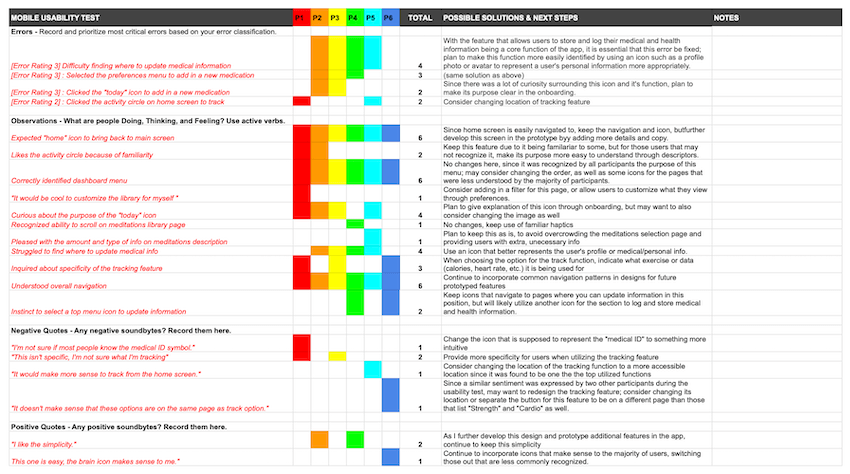 MOBILE USABILITY TEST P1 P2 P3 P4 P5 P6 TOTAL POSSIBLE SOLUTIONS & NEXT STEPS NOTES
Errors - Record and prioritize most critical errors based on your error classification.
With the feature that allows users to store and log their medical and health
information being a core function of the app, it is essential that this error be fixed;
plan to make this function more easily identified by using an icon such as a profile
[Error Rating 3] Difficulty finding where to update medical information 4 photo or avatar to represent a user's personal information more appropriately.
[Error Rating 3] : Selected the preferences menu to add in a new medication 3 (same solution as above)
Since there was a lot of curiosity surrounding this icon and it's function, plan to
[Error Rating 3] : Clicked the "today" icon to add in a new medication 2 make its purpose clear in the onboarding.
[Error Rating 2] : Clicked the activity circle on home screen to track 2 Consider changing location of tracking feature
Observations - What are people Doing, Thinking, and Feeling? Use active verbs.
Since home screen is easily navigated to, keep the navigation and icon, butfurther
Expected "home" icon to bring back to main screen 6 develop this screen in the prototype byy adding more details and copy.
Keep this feature due to it being familiar to some, but for those users that may
Likes the activity circle because of familiarity 2 not recognize it, make its purpose more easy to understand through descriptors.
No changes here, since it was recognized by all participants the purpose of this
menu; may consider changing the order, as well as some icons for the pages that
Correctly identified dashboard menu 6 were less understood by the majority of participants.
Consider adding in a filter for this page, or allow users to customize what they view
"It would be cool to customize the library for myself " 1 through preferences.
Plan to give explanation of this icon through onboarding, but may want to also
Curious about the purpose of the "today" icon 4 consider changing the image as well
Recognized ability to scroll on meditations library page 1 No changes, keep use of familiar haptics
Plan to keep this as is, to avoid overcrowding the meditations selection page and
Pleased with the amount and type of info on meditations description 1 providing users with extra, unecessary info
Struggled to find where to update medical info 4 Use an icon that better represents the user's profile or medical/personal info.
When choosing the option for the track function, indicate what exercise or data
Inquired about specificity of the tracking feature 3 (calories, heart rate, etc.) it is being used for
Continue to incorporate common navigation patterns in designs for future
Understood overall navigation 6 prototyped features
Keep icons that navigate to pages where you can update information in this
position, but will likely utilize another icon for the section to log and store medical
Instinct to select a top menu icon to update information 2 and health information.
Negative Quotes - Any negative soundbytes? Record them here.
Change the icon that is supposed to represent the "medical ID" to something more
"I'm not sure if most people know the medical ID symbol." 1 intuitive
"This isn't specific, I'm not sure what I'm tracking" 2 Provide more specificity for users when utilizing the tracking feature
Consider changing the location of the tracking feature to a more accessible
"It would make more sense to track from the home screen." 1 location since it was found to be one the the top utilized functions
Since a similar sentiment was expressed by two other participants during the
usability test, may want to redesign the tracking feature; consider changing its
location or separate the button for this feature to be on a different page than those
"It doesn't make sense that these options are on the same page as track option." 1 that list "Strength" and "Cardio" as well.
Positive Quotes - Any positive soundbytes? Record them here.
As I further develop this design and prototype additional features in the app,
"I like the simplicity." 2 continue to keep this simplicity
Continue to incorporate icons that make sense to the majority of users, switching
This one is easy, the brain icon makes sense to me." 1 those out that are less commonly recognized.